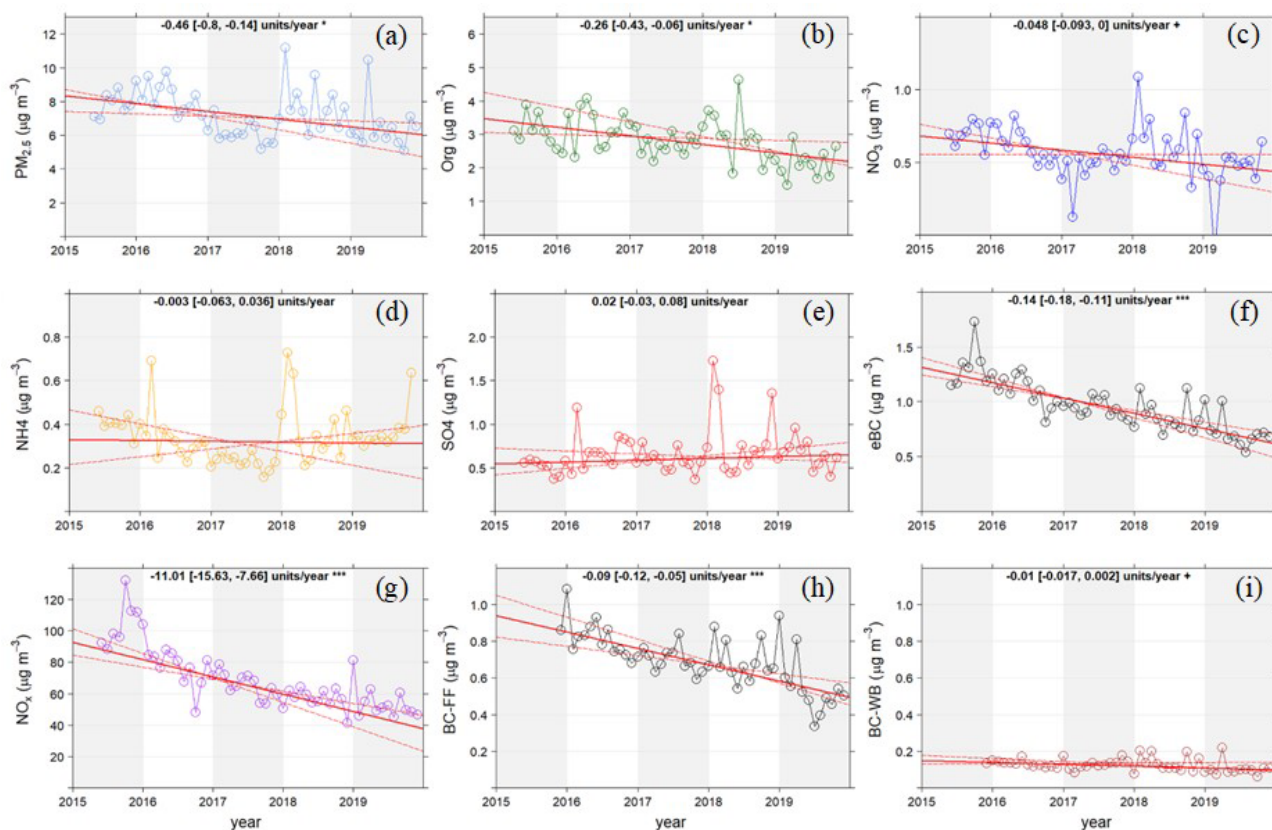 -0.46 [-0.8, -0.14] units/year *
(a)
12
10
8
6
4
2
PM2.5 (µg m⁻³)
2015 2016 2017 2018 2019
-0.26 [-0.43, -0.06] units/year *
(b)
6
5
4
3
2
1
Org (µg m⁻³)
2015 2016 2017 2018 2019
-0.048 [-0.093, 0] units/year +
(c)
1.0
0.5
NO3 (µg m⁻³)
2015 2016 2017 2018 2019
-0.003 [-0.063, 0.036] units/year
(d)
0.8
0.6
0.4
0.2
NH4 (µg m⁻³)
2015 2016 2017 2018 2019
0.02 [-0.03, 0.08] units/year
(e)
2.0
1.5
1.0
0.5
SO4 (µg m⁻³)
2015 2016 2017 2018 2019
-0.14 [-0.18, -0.11] units/year ***
(f)
1.5
1.0
0.5
eBC (µg m⁻³)
2015 2016 2017 2018 2019
-11.01 [-15.63, -7.66] units/year ***
(g)
120
100
80
60
40
20
NOx (µg m⁻³)
2015 2016 2017 2018 2019
year
-0.09 [-0.12, -0.05] units/year ***
(h)
1.0
0.8
0.6
0.4
0.2
BC-FF (µg m⁻³)
2015 2016 2017 2018 2019
year
-0.01 [-0.017, 0.002] units/year +
(i)
1.0
0.8
0.6
0.4
0.2
BC-WB (µg m⁻³)
2015 2016 2017 2018 2019
year